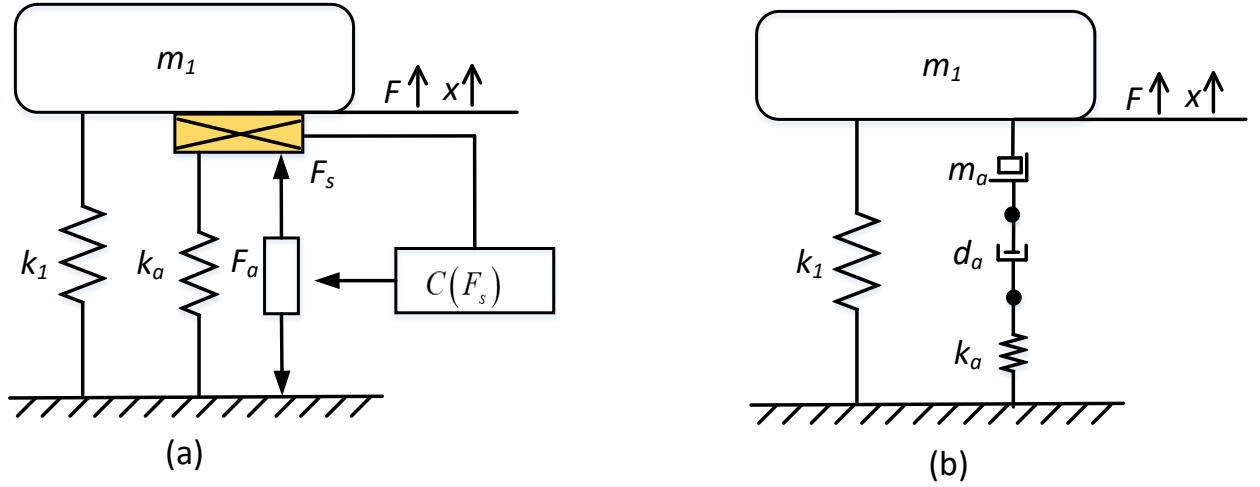 m₁
F x
Fₛ
k₁ kₐ Fₐ C(Fₛ)
(a)
m₁
F x
mₐ
k₁ dₐ
kₐ
(b)